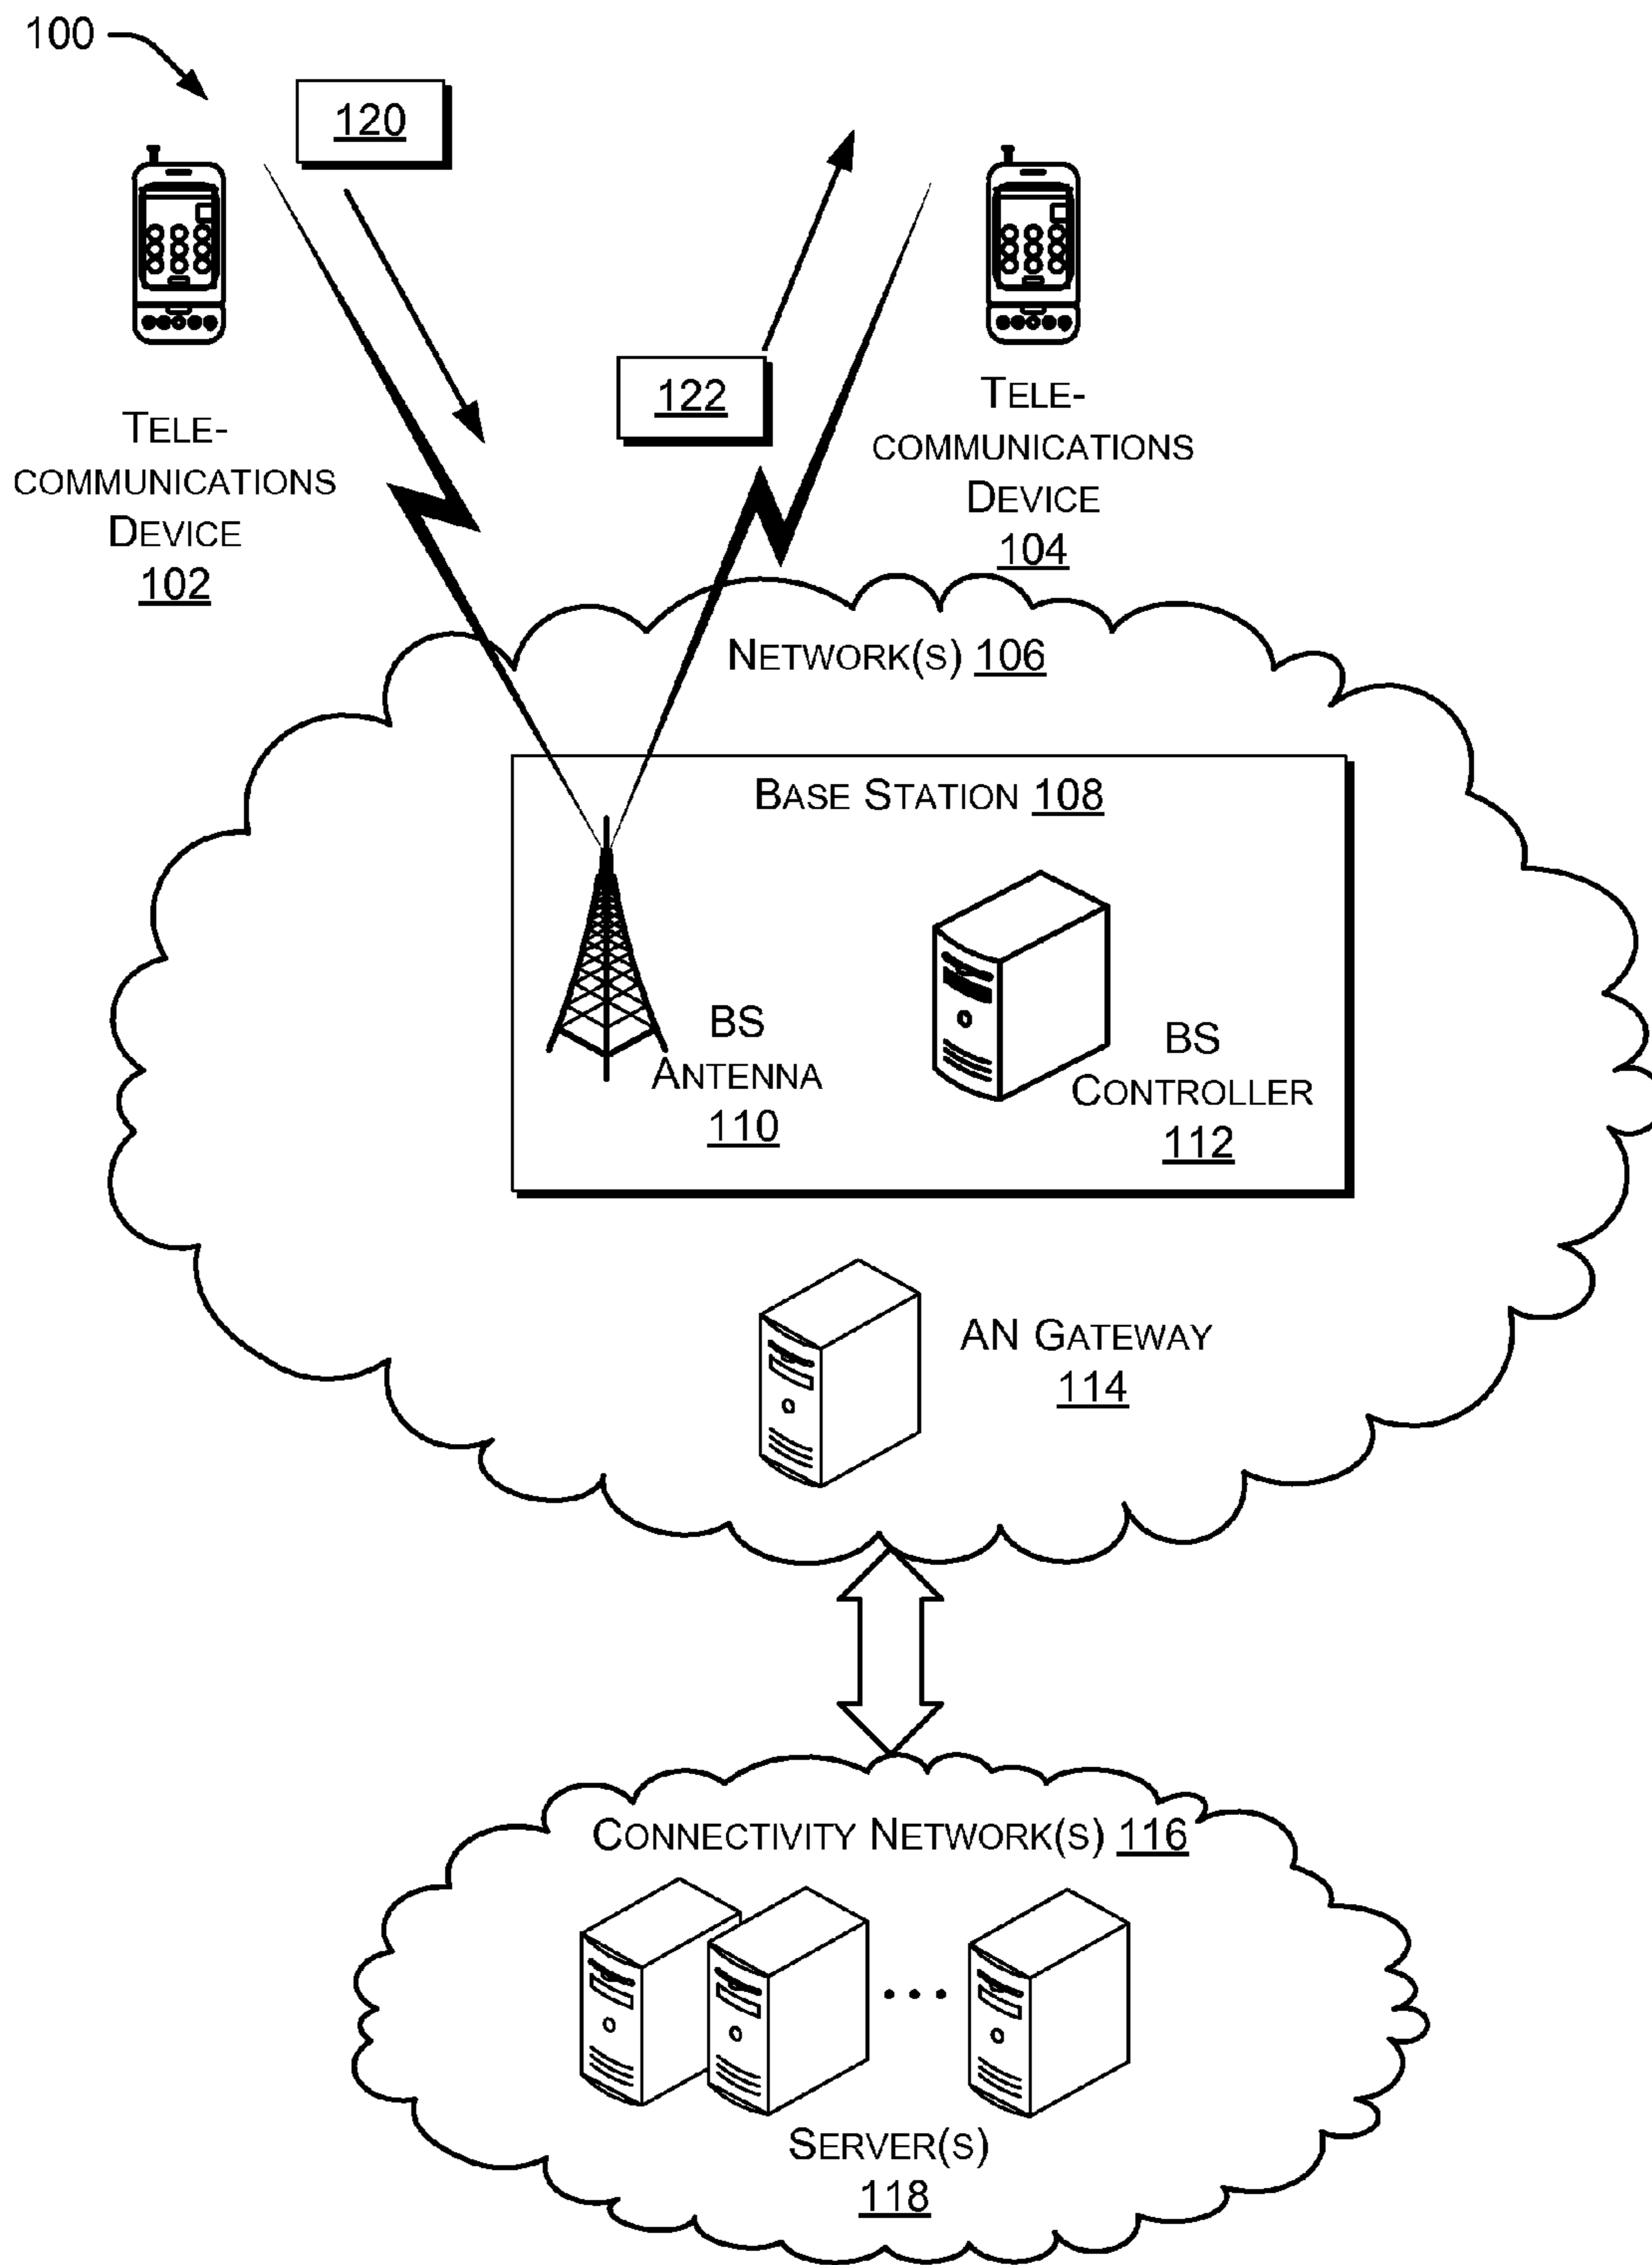 100
120
122
TELE-
COMMUNICATIONS
DEVICE
102
TELE-
COMMUNICATIONS
DEVICE
104
NETWORK(S) 106
BASE STATION 108
BS
ANTENNA
110
BS
CONTROLLER
112
AN GATEWAY
114
CONNECTIVITY NETWORK(S) 116
SERVER(S)
118